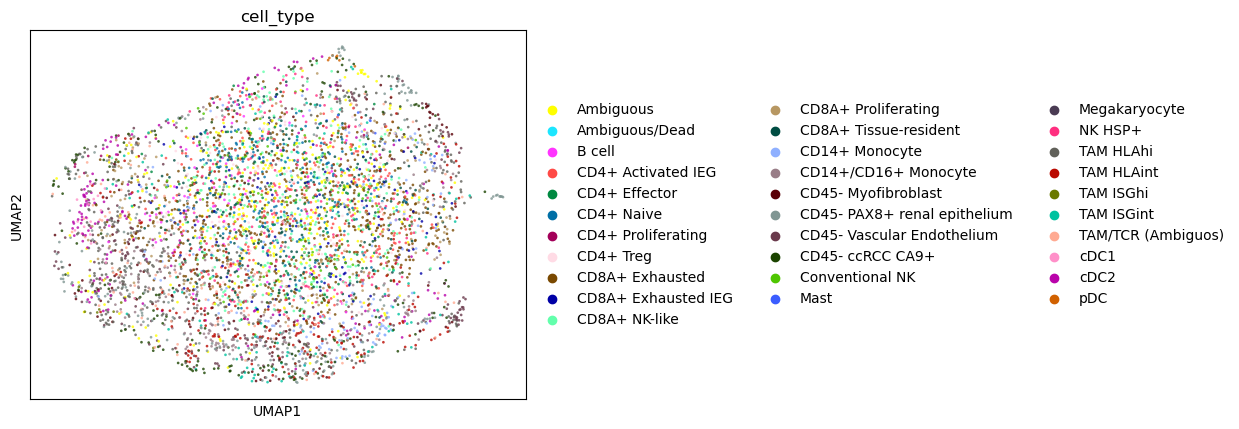 cell_type
UMAP2
UMAP1
Ambiguous
Ambiguous/Dead
B cell
CD4+ Activated IEG
CD4+ Effector
CD4+ Naive
CD4+ Proliferating
CD4+ Treg
CD8A+ Exhausted
CD8A+ Exhausted IEG
CD8A+ NK-like
CD8A+ Proliferating
CD8A+ Tissue-resident
CD14+ Monocyte
CD14+/CD16+ Monocyte
CD45- Myofibroblast
CD45- PAX8+ renal epithelium
CD45- Vascular Endothelium
CD45- ccRCC CA9+
Conventional NK
Mast
Megakaryocyte
NK HSP+
TAM HLAhi
TAM HLAint
TAM ISGhi
TAM ISGint
TAM/TCR (Ambiguos)
cDC1
cDC2
pDC